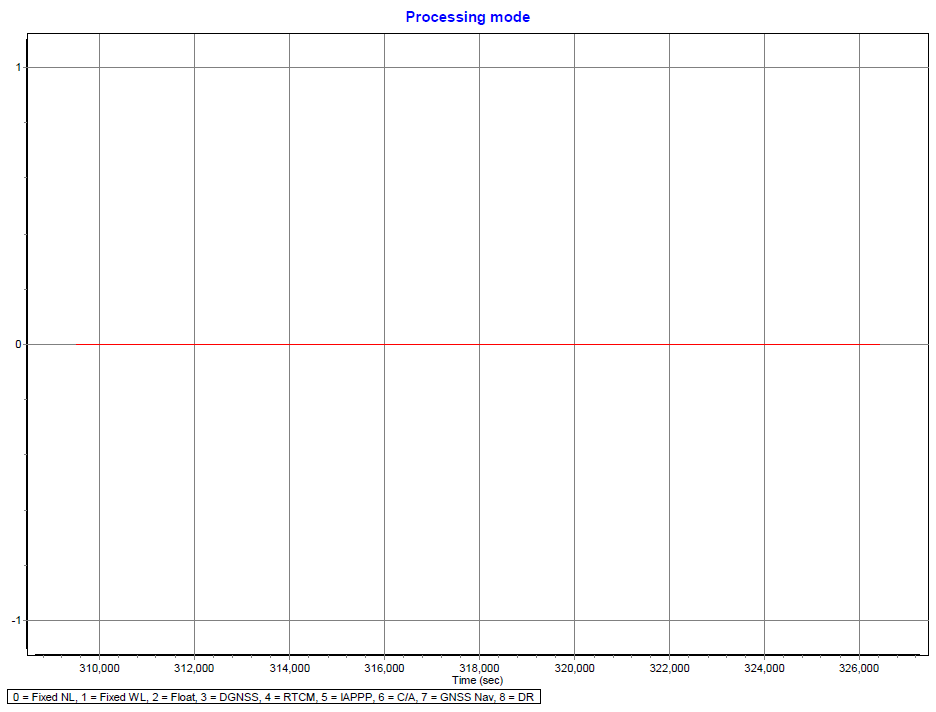 Processing mode
1
0
-1
310,000 312,000 314,000 316,000 318,000 320,000 322,000 324,000 326,000
Time (sec)
0 = Fixed NL, 1 = Fixed WL, 2 = Float, 3 = DGNSS, 4 = RTCM, 5 = IAPPP, 6 = C/A, 7 = GNSS Nav, 8 = DR